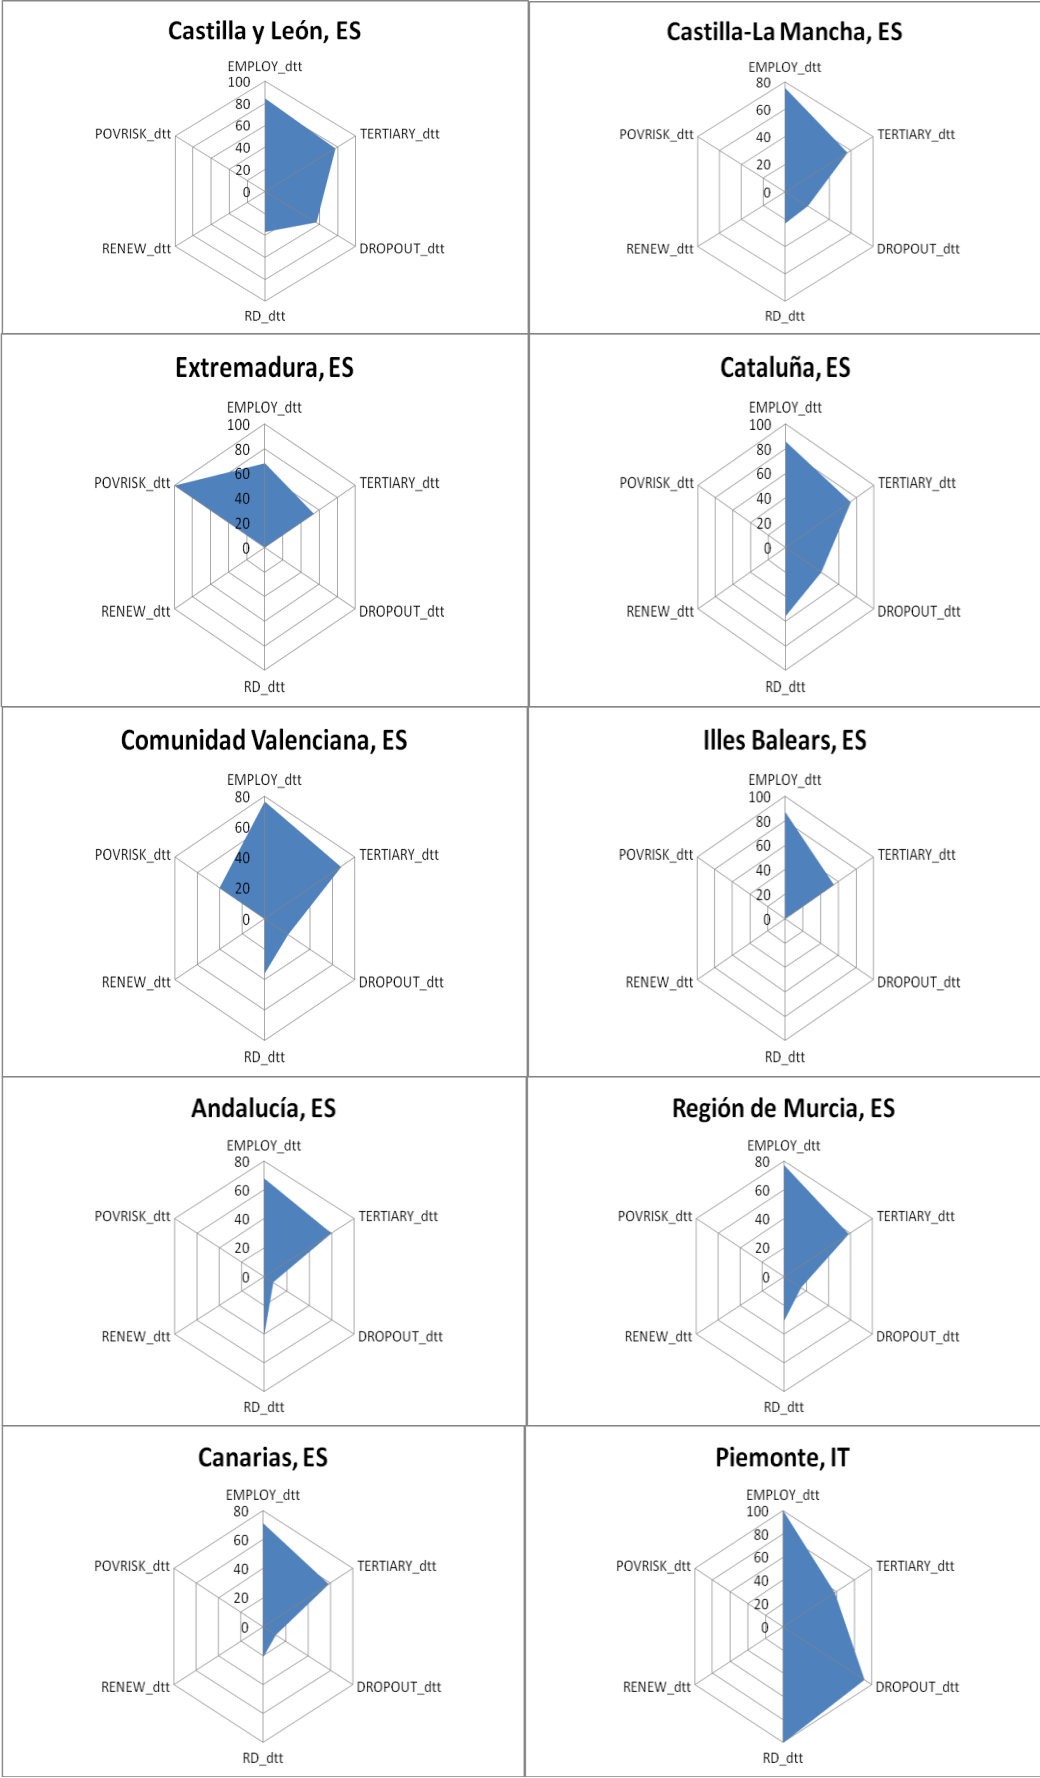 Castilla y León, ES
EMPLOY_dtt
100
80
60
40
20
0
TERTIARY_dtt
DROPOUT_dtt
RD_dtt
RENEW_dtt
POVRISK_dtt
Castilla-La Mancha, ES
EMPLOY_dtt
80
60
40
20
0
TERTIARY_dtt
DROPOUT_dtt
RD_dtt
RENEW_dtt
POVRISK_dtt
Extremadura, ES
EMPLOY_dtt
100
80
60
40
20
0
TERTIARY_dtt
DROPOUT_dtt
RD_dtt
RENEW_dtt
POVRISK_dtt
Cataluña, ES
EMPLOY_dtt
100
80
60
40
20
0
TERTIARY_dtt
DROPOUT_dtt
RD_dtt
RENEW_dtt
POVRISK_dtt
Comunidad Valenciana, ES
EMPLOY_dtt
80
60
40
20
0
TERTIARY_dtt
DROPOUT_dtt
RD_dtt
RENEW_dtt
POVRISK_dtt
Illes Balears, ES
EMPLOY_dtt
100
80
60
40
20
0
TERTIARY_dtt
DROPOUT_dtt
RD_dtt
RENEW_dtt
POVRISK_dtt
Andalucía, ES
EMPLOY_dtt
80
60
40
20
0
TERTIARY_dtt
DROPOUT_dtt
RD_dtt
RENEW_dtt
POVRISK_dtt
Región de Murcia, ES
EMPLOY_dtt
80
60
40
20
0
TERTIARY_dtt
DROPOUT_dtt
RD_dtt
RENEW_dtt
POVRISK_dtt
Canarias, ES
EMPLOY_dtt
80
60
40
20
0
TERTIARY_dtt
DROPOUT_dtt
RD_dtt
RENEW_dtt
POVRISK_dtt
Piemonte, IT
EMPLOY_dtt
100
80
60
40
20
0
TERTIARY_dtt
DROPOUT_dtt
RD_dtt
RENEW_dtt
POVRISK_dtt